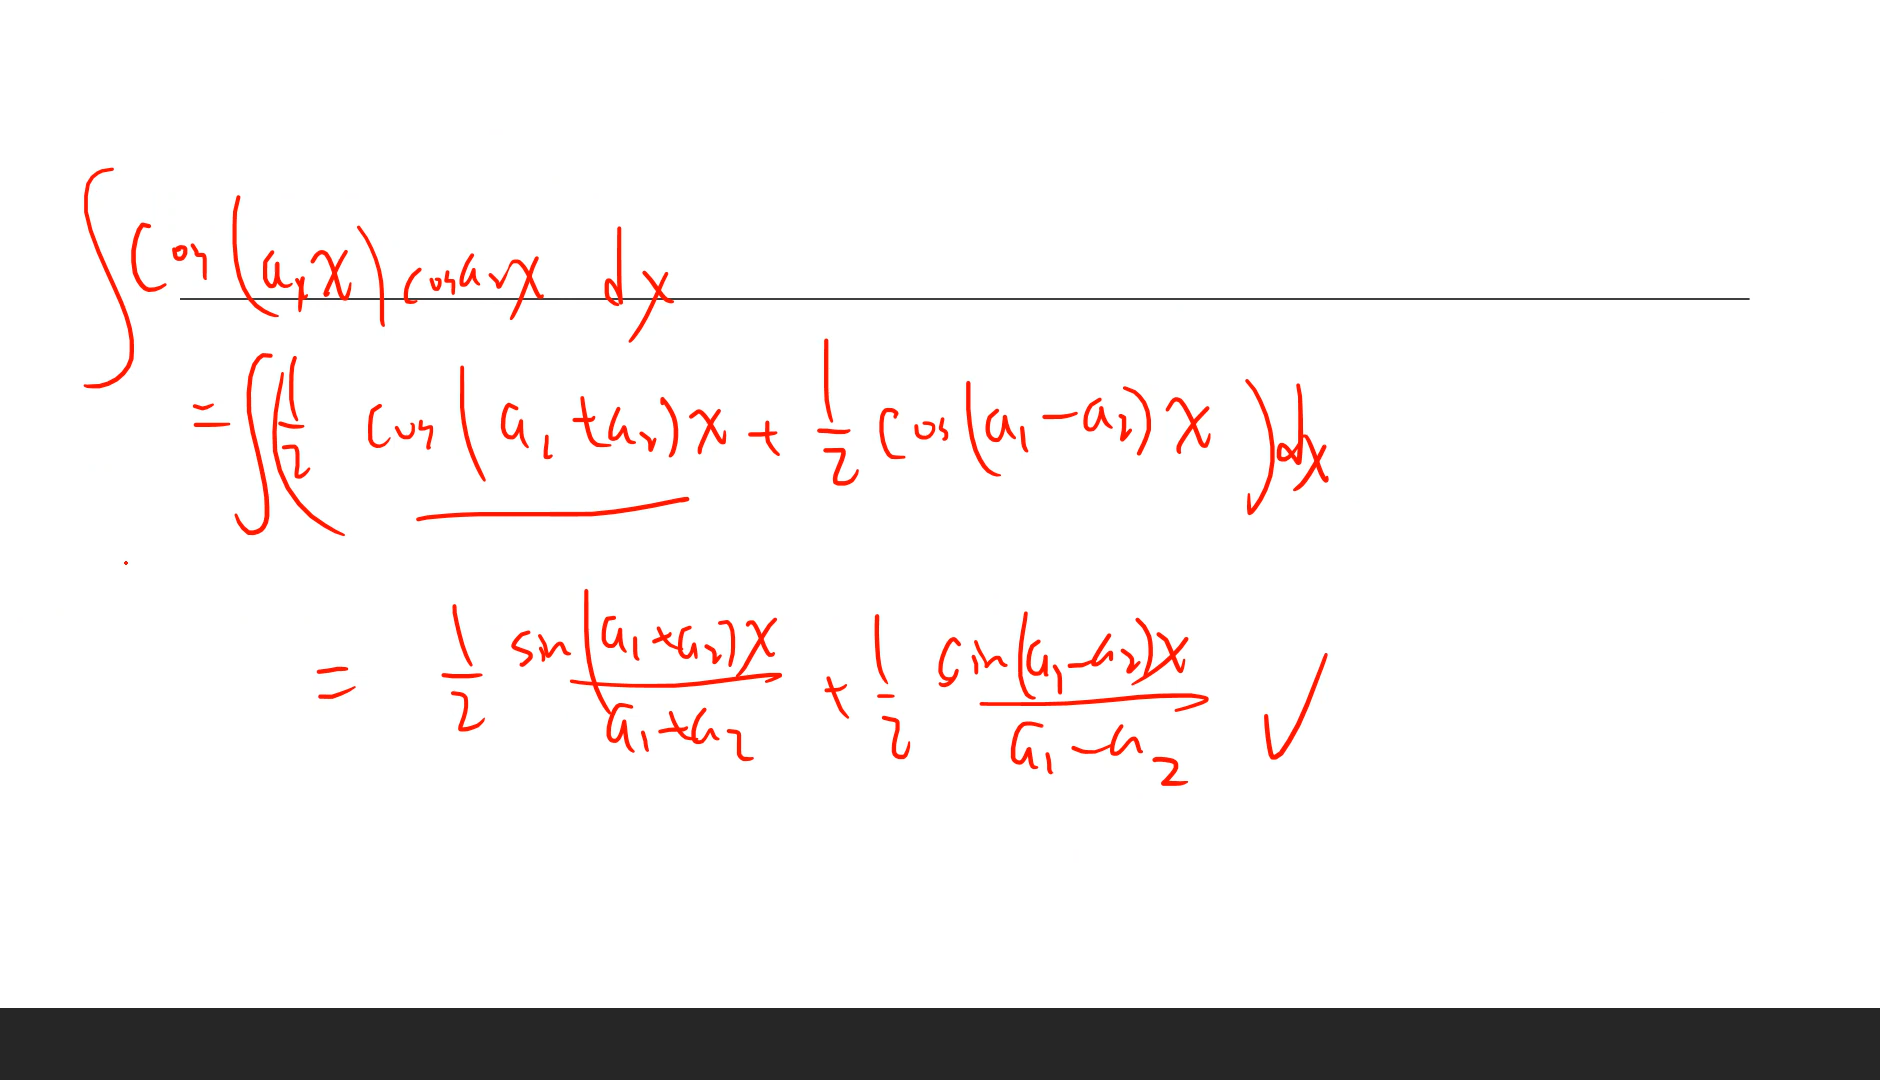 ∫ cos(a₁x) cos a₂x dx
= ∫ (1/2 cos(a₁ + a₂)x + 1/2 cos(a₁ − a₂)x) dx
= 1/2 sin(a₁ + a₂)x / (a₁ + a₂) + 1/2 sin(a₁ − a₂)x / (a₁ − a₂) ✓